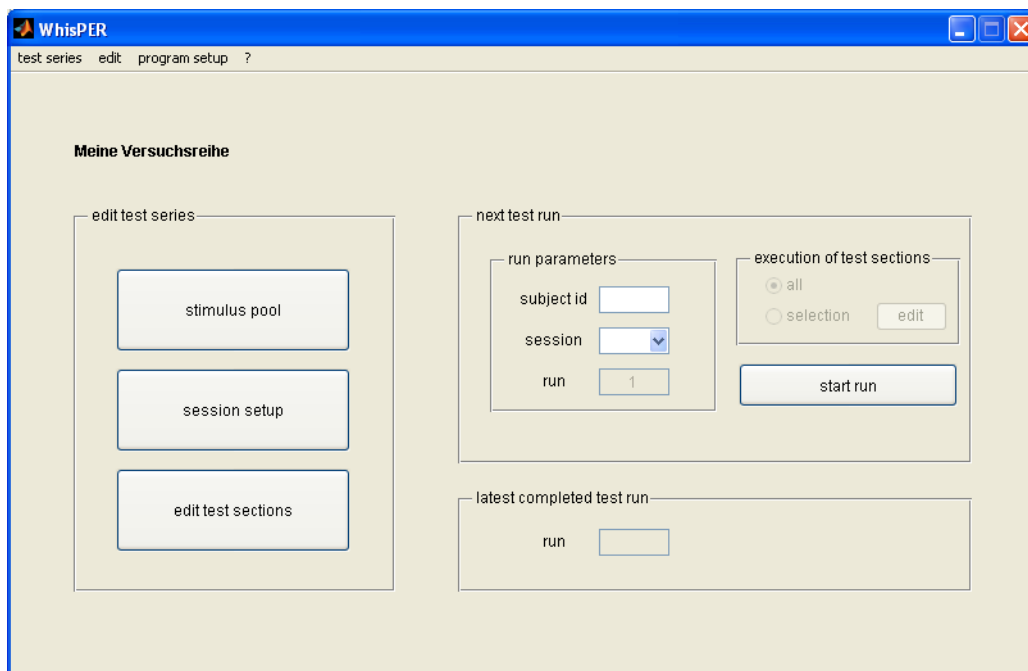 WhisPER
test series edit program setup ?
Meine Versuchsreihe
edit test series
stimulus pool
session setup
edit test sections
next test run
run parameters
subject id
session
run 1
execution of test sections
all
selection edit
start run
latest completed test run
run